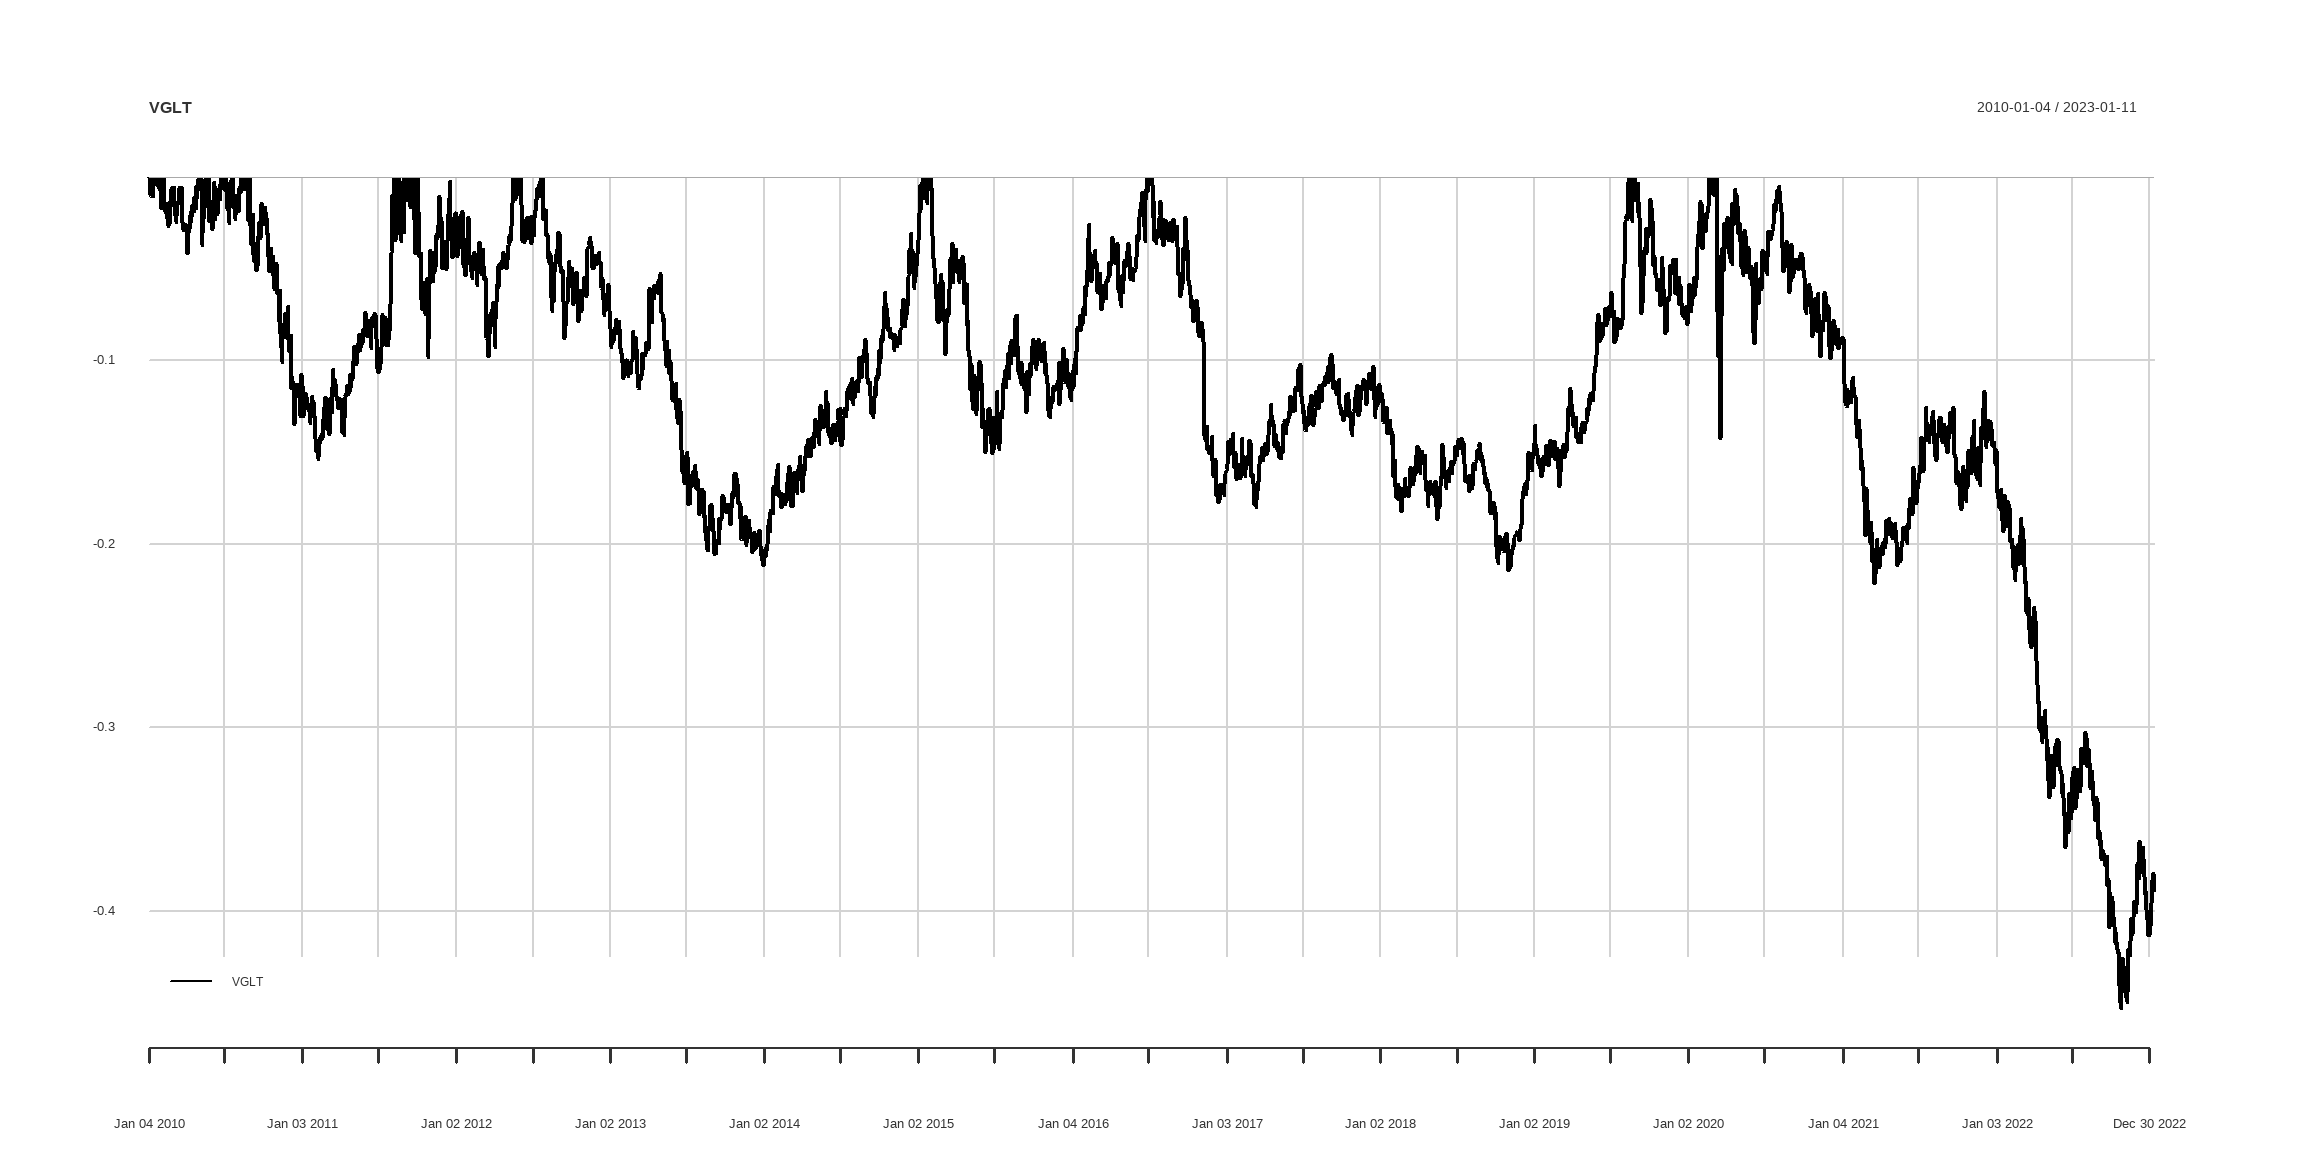 VGLT
2010-01-04 / 2023-01-11
-0.1
-0.2
-0.3
-0.4
VGLT
Jan 04 2010
Jan 03 2011
Jan 02 2012
Jan 02 2013
Jan 02 2014
Jan 02 2015
Jan 04 2016
Jan 03 2017
Jan 02 2018
Jan 02 2019
Jan 02 2020
Jan 04 2021
Jan 03 2022
Dec 30 2022